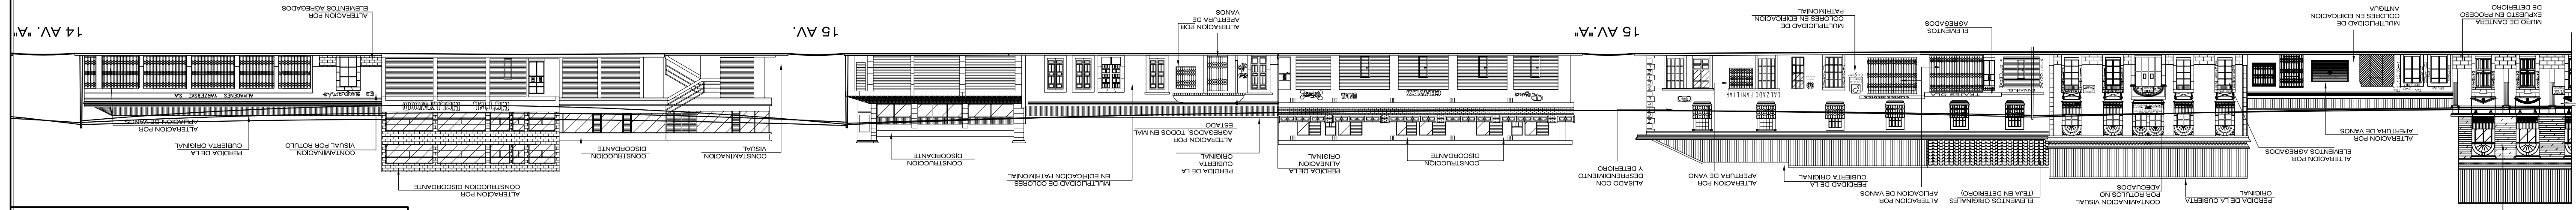 PERDIDA DE LA CUBIERTA
ORIGINAL
CONTAMINACION VISUAL
POR ROTULOS NO
ADECUADOS
ELEMENTOS ORIGINALES
(TEJA EN DETERIORO)
ALTERACION POR
APLICACION DE VANOS
PERDIDAD DE LA
CUBIERTA ORIGINAL
ALTERACION POR
APERTURA DE VANO
ALISADO CON
DESPRENDIMIENTO
Y DETERIORO
PERDIDA DE LA
ALINEACION
ORIGINAL
PERDIDA DE LA
CUBIERTA
ORIGINAL
MULTIPLICIDAD DE COLORES
EN EDIFICACION PATRIMONIAL
ALTERACION POR
CONSTRUCCION DISCORDANTE
ALTERACION POR
ELEMENTOS AGREGADOS
CONSTRUCCION
DISCORDANTE
CONSTRUCCION
DISCORDANTE
CONTAMINACION
VISUAL
CONSTRUCCION
DISCORDANTE
CONTAMINACION
VISUAL POR ROTULO
PERDIDA DE LA
CUBIERTA ORIGINAL
ALTERACION POR
APERTURA DE VANOS
ALTERACION POR
AGREGADOS, TODOS, EN MAL
ESTADO
ALTERACION POR
APLIACION DE VANOS
CALZADO FAMILIAR
ALMACENES YARZEBSKI S.A.
MURO DE CANTERA
EXPUESTO EN PROCESO
DE DETERIORO
MULTIPLICIDAD DE
COLORES EN EDIFICACION
ANTIGUA
ELEMENTOS
AGREGADOS
MULTIPLICIDAD DE
COLORES EN EDIFICACION
PATRIMONIAL
15 AV."A"
ALTERACION POR
APERTURA DE
VANOS
15 AV.
ALTERACION POR
ELEMENTOS AGREGADOS
14 AV. "A"